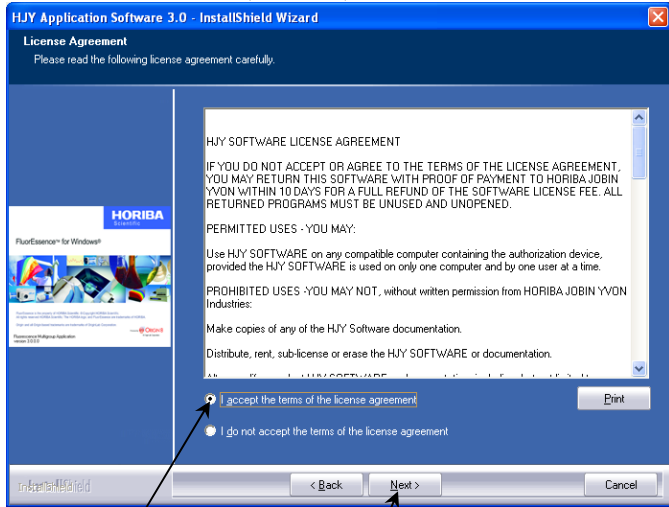 HJY Application Software 3.0 - InstallShield Wizard
License Agreement
Please read the following license agreement carefully.
HJY SOFTWARE LICENSE AGREEMENT
IF YOU DO NOT ACCEPT OR AGREE TO THE TERMS OF THE LICENSE AGREEMENT,
YOU MAY RETURN THIS SOFTWARE WITH PROOF OF PAYMENT TO HORIBA JOBIN
YVON WITHIN 10 DAYS FOR A FULL REFUND OF THE SOFTWARE LICENSE FEE. ALL
RETURNED PROGRAMS MUST BE UNUSED AND UNOPENED.
PERMITTED USES - YOU MAY:
Use HJY SOFTWARE on any compatible computer containing the authorization device,
provided the HJY SOFTWARE is used on only one computer and by one user at a time.
PROHIBITED USES -YOU MAY NOT, without written permission from HORIBA JOBIN YVON
Industries:
Make copies of any of the HJY Software documentation.
Distribute, rent, sub-license or erase the HJY SOFTWARE or documentation.
HORIBA
Scientific
FluorEssence™ for Windows®
I accept the terms of the license agreement
Print
I do not accept the terms of the license agreement
InstallShield
< Back
Next >
Cancel